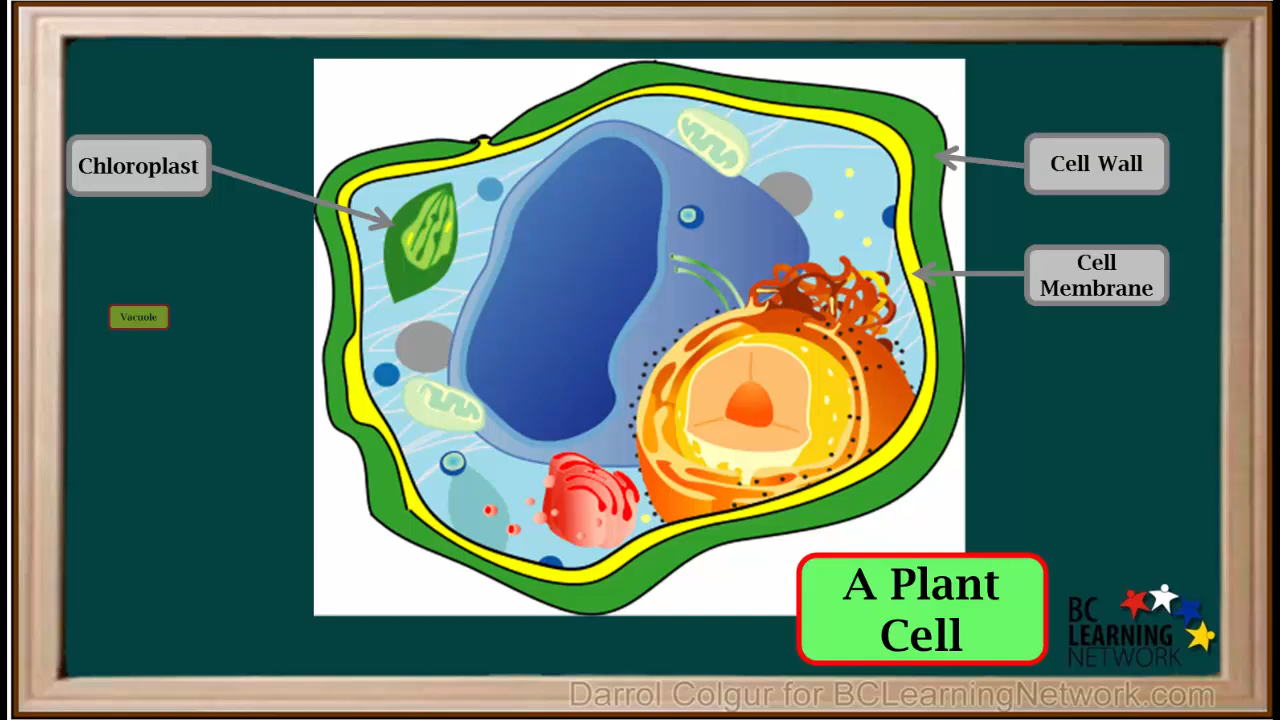 Chloroplast
Cell Wall
Cell
Membrane
Vacuole
A Plant
Cell
BC
LEARNING
NETWORK
Darrol Colgur for BCLearningNetwork.com